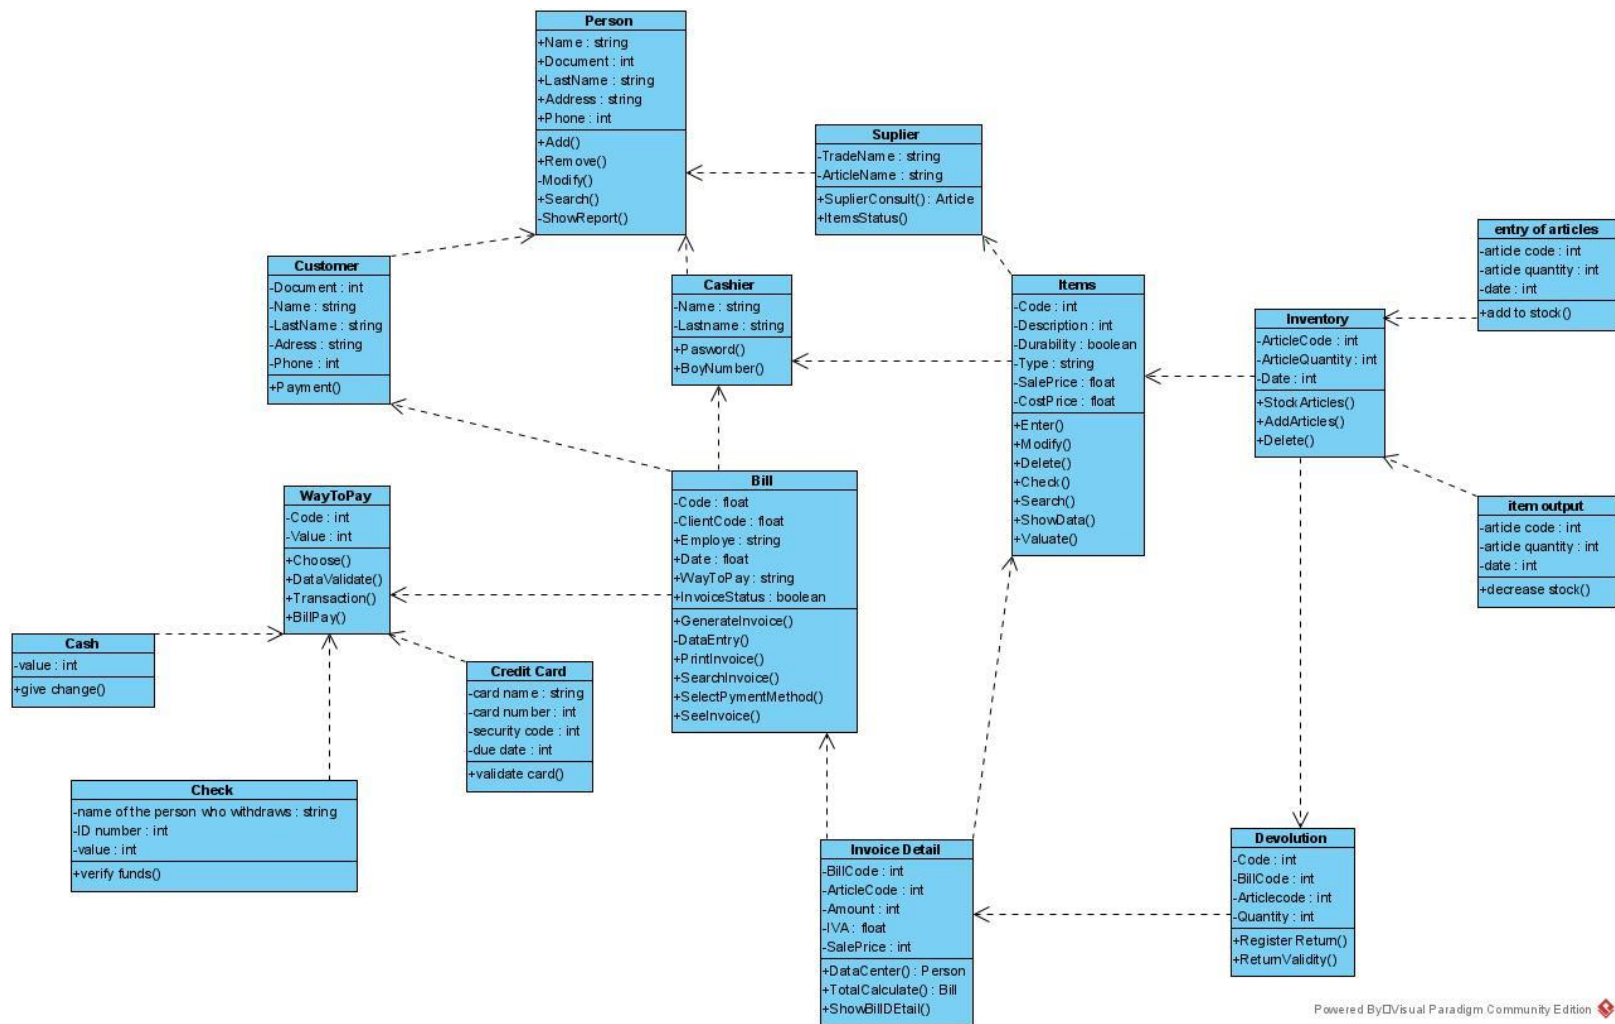 Person
+Name : string
+Document : int
+LastName : string
+Address : string
+Phone : int
+Add()
+Remove()
-Modify()
+Search()
-ShowReport()
Suplier
-TradeName : string
-ArticleName : string
+SuplierConsult() : Article
+ItemsStatus()
entry of articles
-article code : int
-article quantity : int
-date : int
+add to stock()
Customer
-Document : int
-Name : string
-LastName : string
-Adress : string
-Phone : int
+Payment()
Cashier
-Name : string
-Lastname : string
+Pasword()
+BoyNumber()
Items
-Code : int
-Description : int
-Durability : boolean
-Type : string
-SalePrice : float
-CostPrice : float
+Enter()
+Modify()
+Delete()
+Check()
+Search()
+ShowData()
+Valuate()
Inventory
-ArticleCode : int
-ArticleQuantity : int
-Date : int
+StockArticles()
+AddArticles()
+Delete()
WayToPay
-Code : int
-Value : int
+Choose()
+DataValidate()
+Transaction()
+BillPay()
Bill
-Code : float
-ClientCode : float
+Employe : string
+Date : float
+WayToPay : string
+InvoiceStatus : boolean
+GenerateInvoice()
-DataEntry()
+PrintInvoice()
+SearchInvoice()
+SelectPymentMethod()
+SeeInvoice()
item output
-article code : int
-article quantity : int
-date : int
+decrease stock()
Cash
-value : int
+give change()
Credit Card
-card name : string
-card number : int
-security code : int
-due date : int
+validate card()
Check
-name of the person who withdraws : string
-ID number : int
-value : int
+verify funds()
Invoice Detail
-BillCode : int
-ArticleCode : int
-Amount : int
-IVA : float
-SalePrice : int
+DataCenter() : Person
+TotalCalculate() : Bill
+ShowBillDEtail()
Devolution
-Code : int
-BillCode : int
-Articlecode : int
-Quantity : int
+Register Return()
+ReturnValidity()
Powered By□Visual Paradigm Community Edition